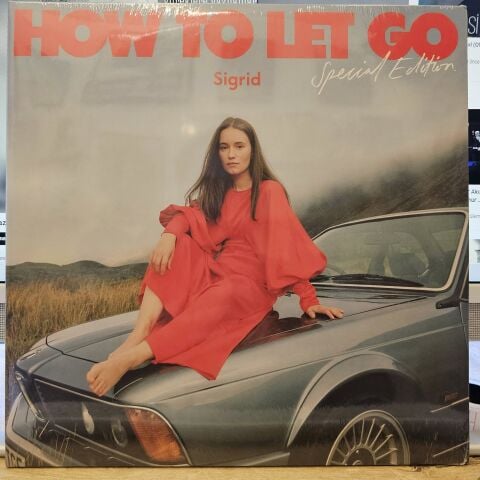 HOW TO LET GO
Special Edition
Sigrid